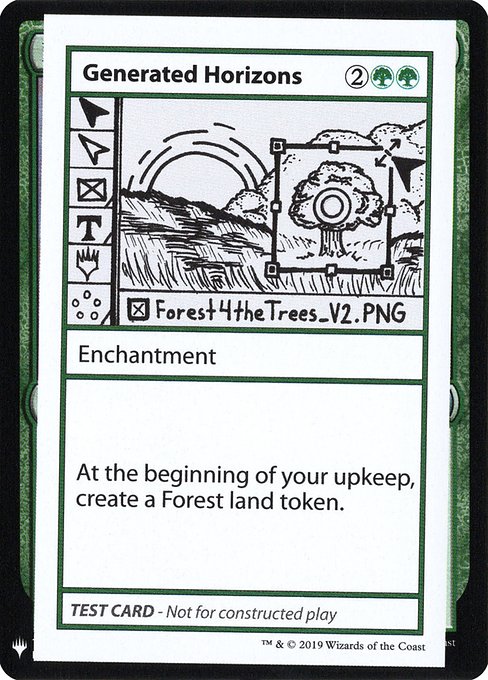 Generated Horizons 2
T
Forest4theTrees_V2.PNG
Enchantment
At the beginning of your upkeep,
create a Forest land token.
TEST CARD - Not for constructed play
™ & © 2019 Wizards of the Coast